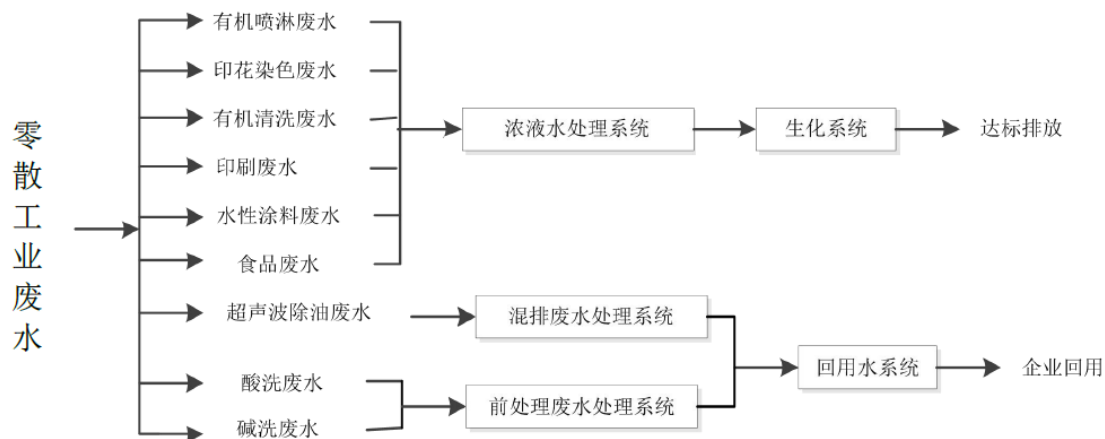 零散工业废水
有机喷淋废水
印花染色废水
有机清洗废水
印刷废水
水性涂料废水
食品废水
超声波除油废水
酸洗废水
碱洗废水
浓液水处理系统
生化系统
达标排放
混排废水处理系统
前处理废水处理系统
回用水系统
企业回用